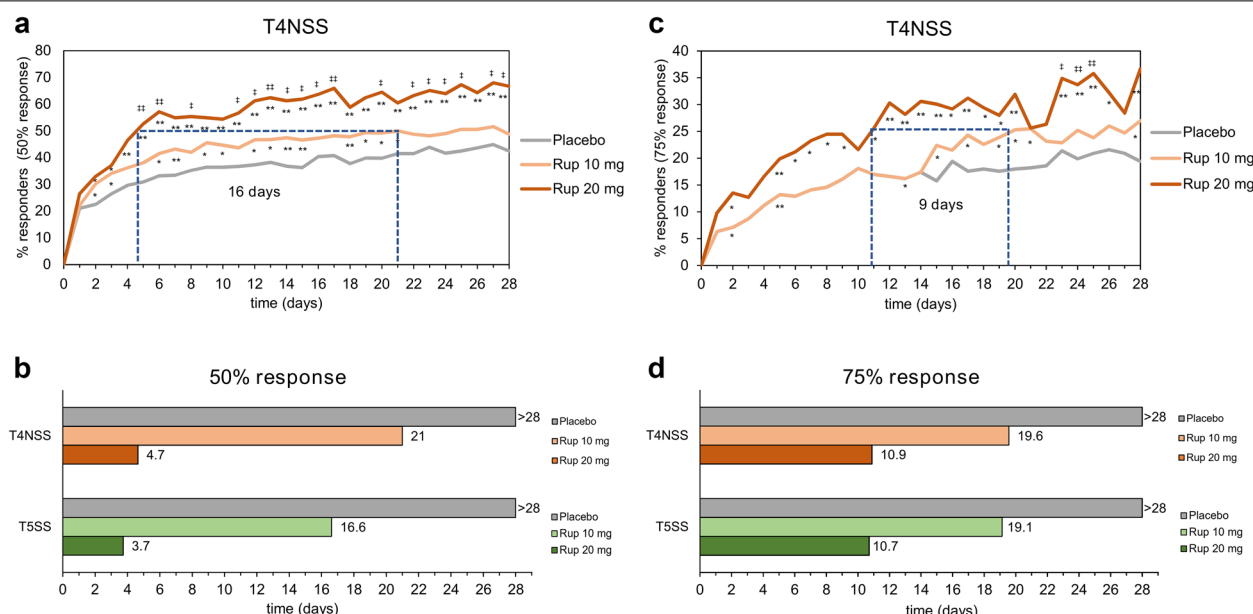 a
T4NSS
% responders (50% response)
80
70
60
50
40
30
20
10
0
0 2 4 6 8 10 12 14 16 18 20 22 24 26 28
time (days)
16 days
Placebo
Rup 10 mg
Rup 20 mg
c
T4NSS
% responders (75% response)
40
35
30
25
20
15
10
5
0
0 2 4 6 8 10 12 14 16 18 20 22 24 26 28
time (days)
9 days
Placebo
Rup 10 mg
Rup 20 mg
b
50% response
T4NSS
>28
21
4.7
Placebo
Rup 10 mg
Rup 20 mg
T5SS
>28
16.6
3.7
Placebo
Rup 10 mg
Rup 20 mg
0 2 4 6 8 10 12 14 16 18 20 22 24 26 28
time (days)
d
75% response
T4NSS
>28
19.6
10.9
Placebo
Rup 10 mg
Rup 20 mg
T5SS
>28
19.1
10.7
Placebo
Rup 10 mg
Rup 20 mg
0 2 4 6 8 10 12 14 16 18 20 22 24 26 28
time (days)